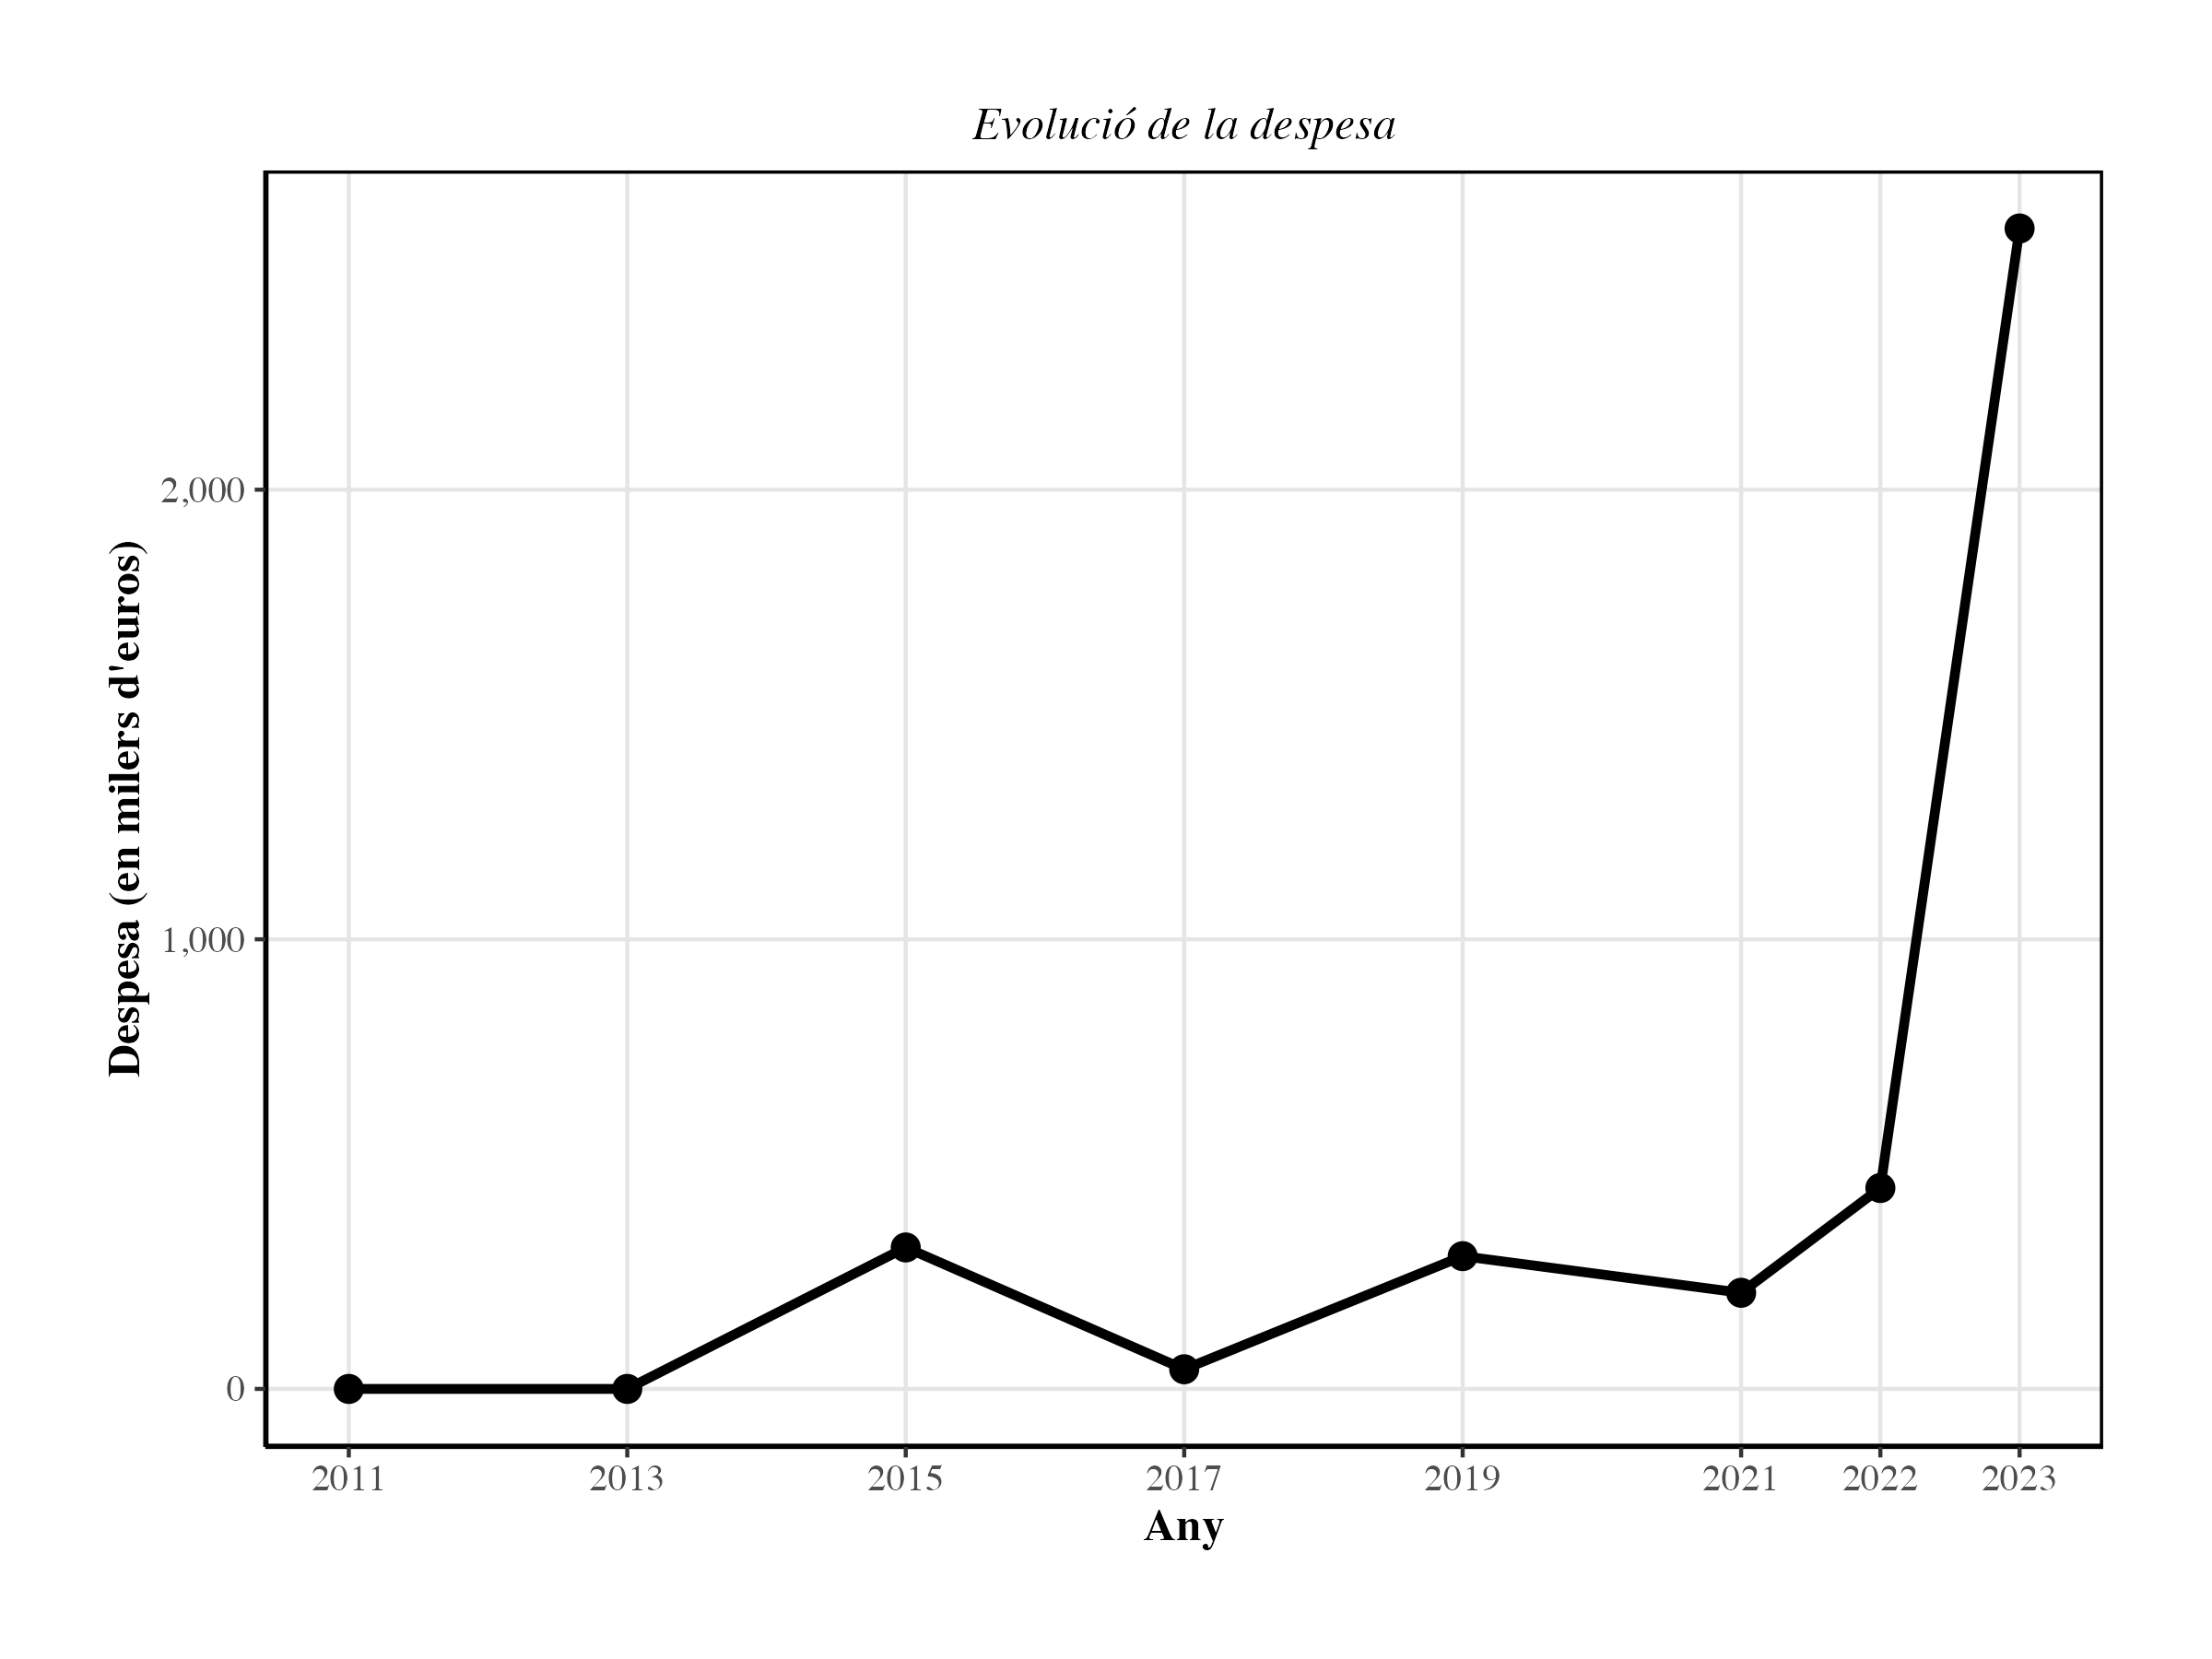 Evolució de la despesa
Despesa (en milers d'euros)
2,000
1,000
0
2011 2013 2015 2017 2019 2021 2022 2023
Any